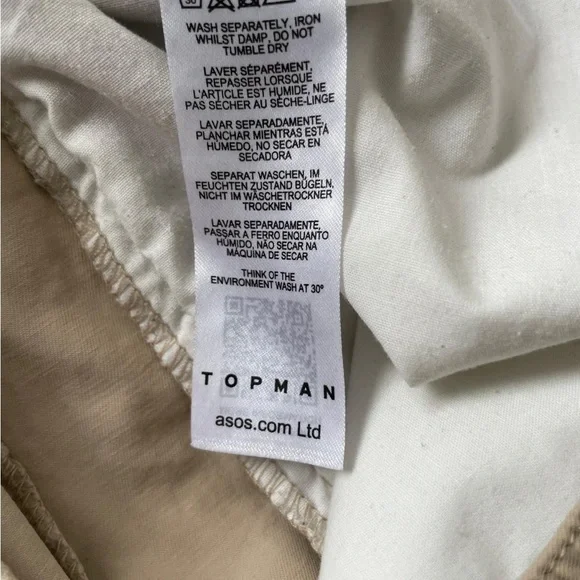 30
WASH SEPARATELY, IRON
WHILST DAMP, DO NOT
TUMBLE DRY
LAVER SÉPARÉMENT,
REPASSER LORSQUE
L'ARTICLE EST HUMIDE, NE
PAS SÉCHER AU SÈCHE-LINGE
LAVAR SEPARADAMENTE,
PLANCHAR MIENTRAS ESTÁ
HÚMEDO, NO SECAR EN
SECADORA
SEPARAT WASCHEN, IM
FEUCHTEN ZUSTAND BÜGELN,
NICHT IM WÄSCHETROCKNER
TROCKNEN
LAVAR SEPARADAMENTE,
PASSAR A FERRO ENQUANTO
HÚMIDO, NÃO SECAR NA
MÁQUINA DE SECAR
THINK OF THE
ENVIRONMENT WASH AT 30º
TOPMAN
asos.com Ltd